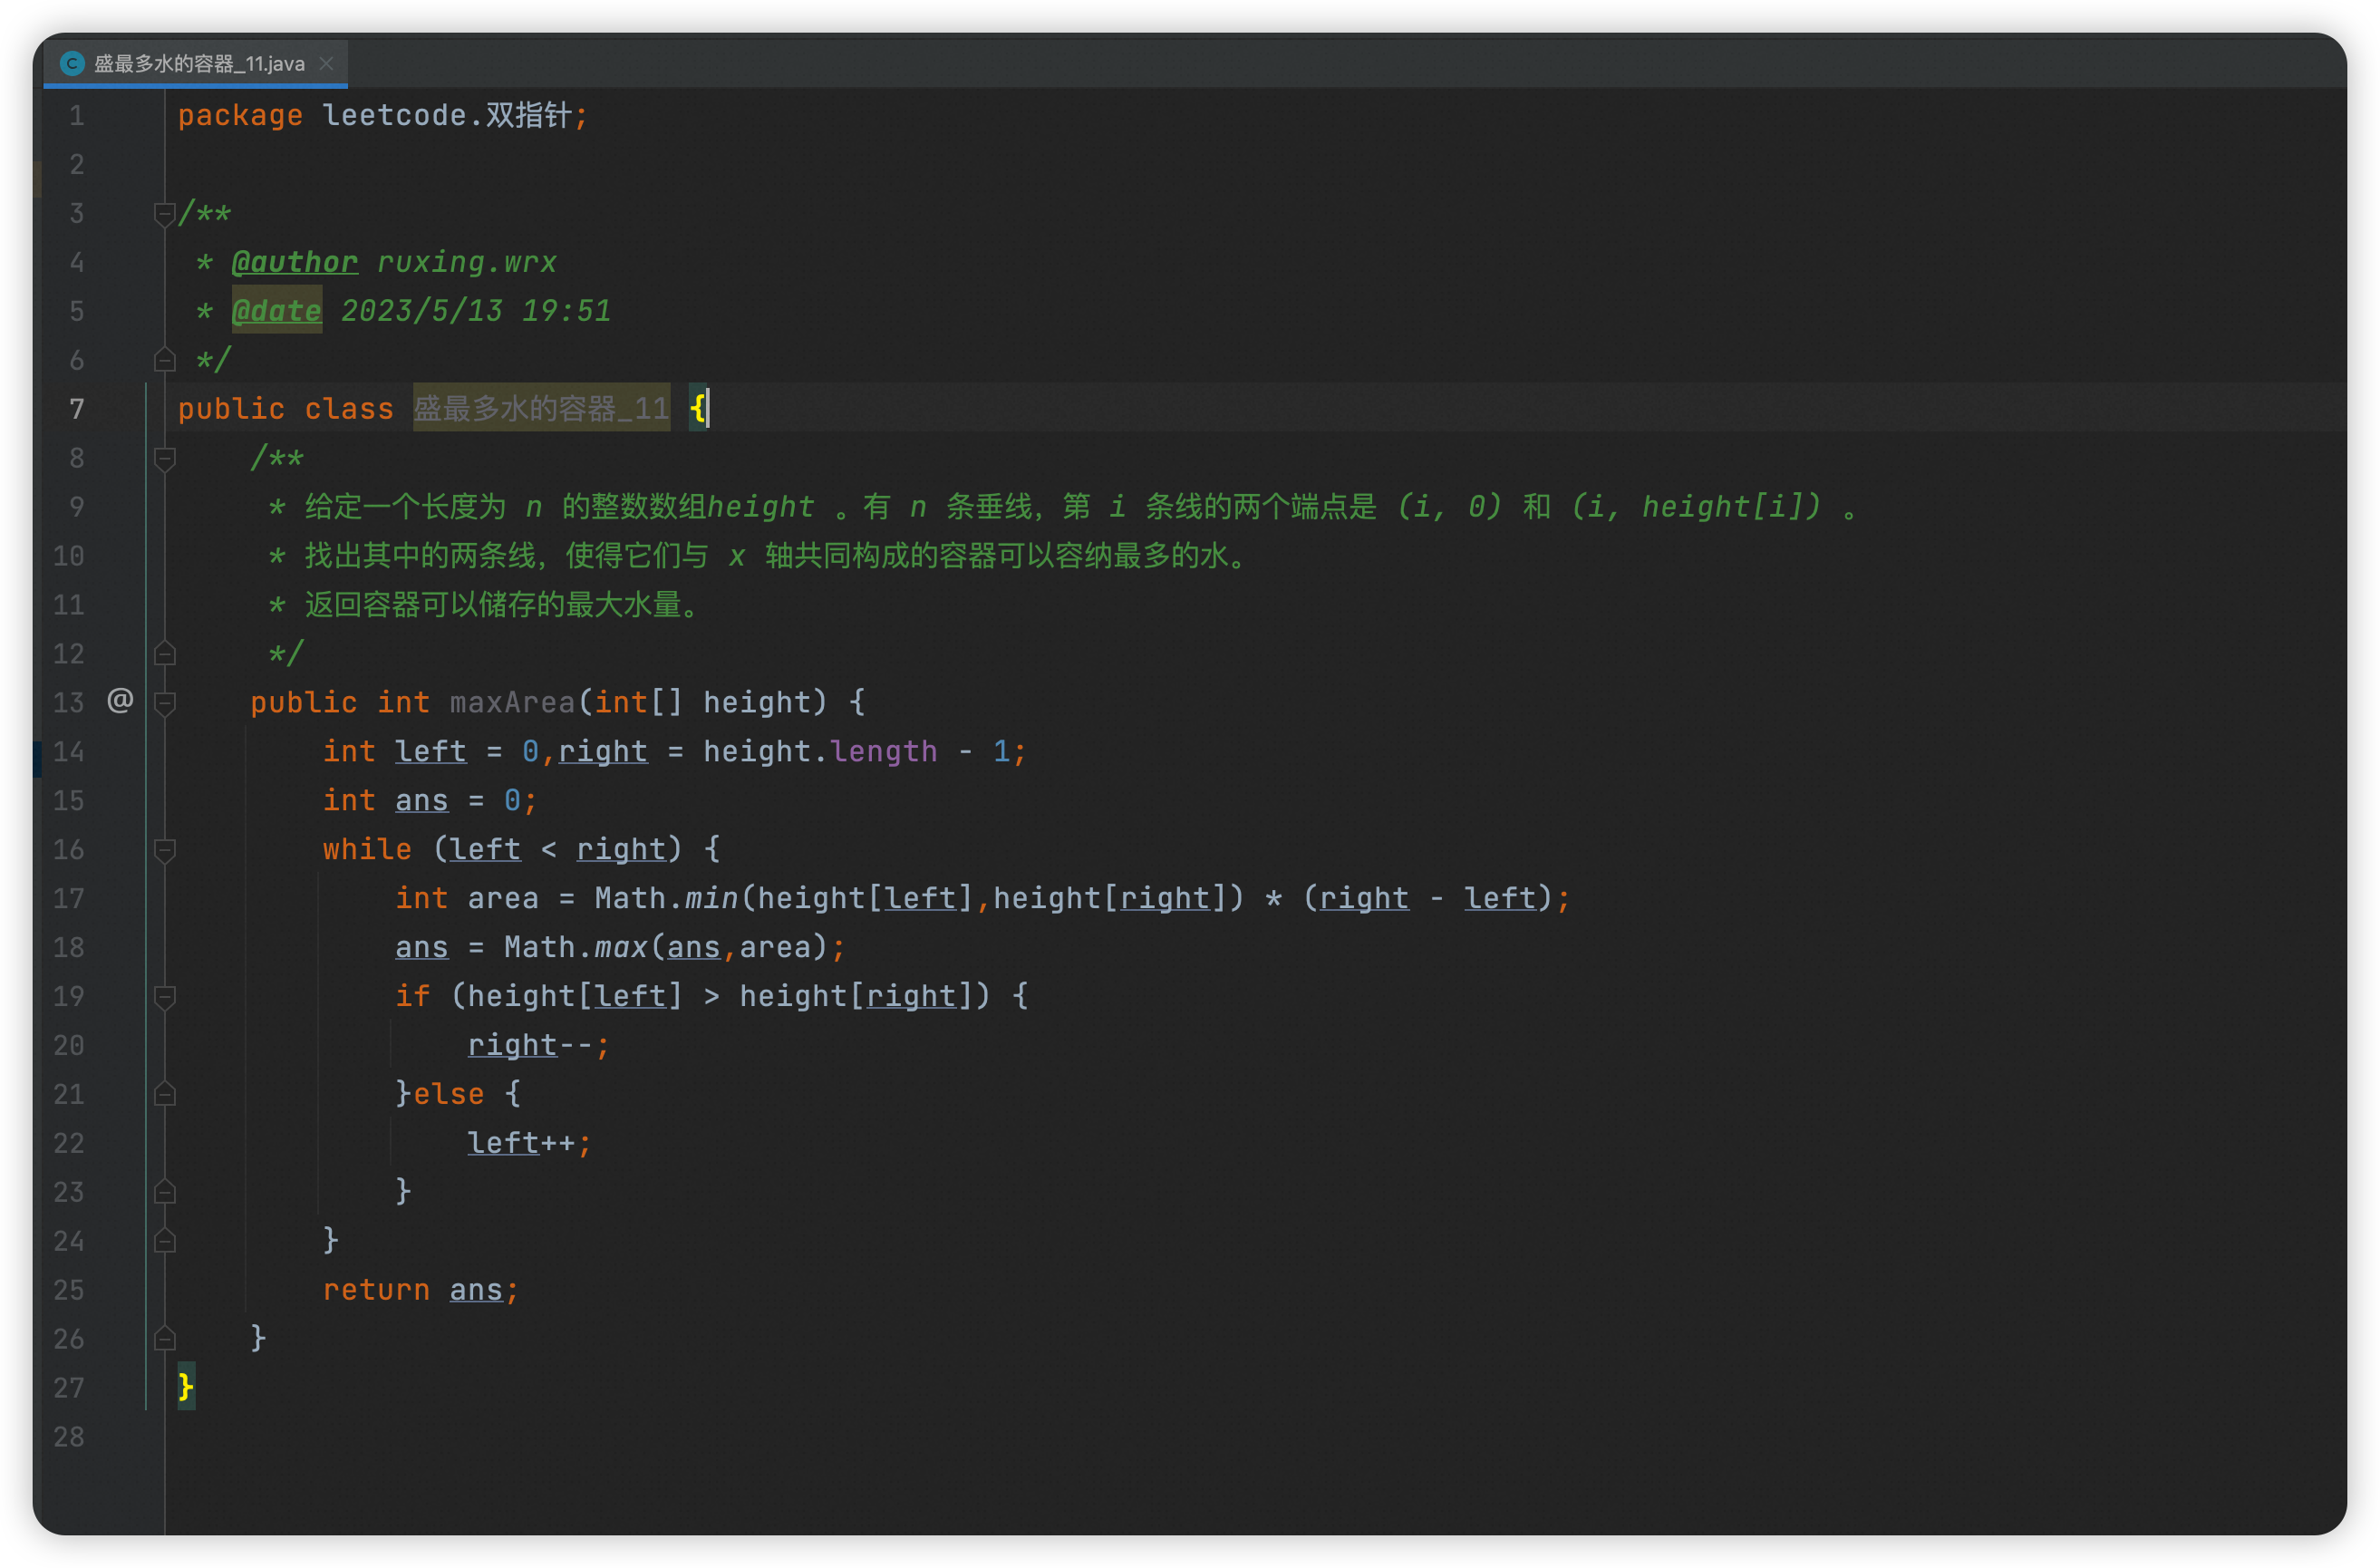 盛最多水的容器_11.java
1 package leetcode.双指针;
2
3 /**
4 * @author ruxing.wrx
5 * @date 2023/5/13 19:51
6 */
7 public class 盛最多水的容器_11 {
8 /**
9 * 给定一个长度为 n 的整数数组height 。有 n 条垂线，第 i 条线的两个端点是 (i, 0) 和 (i, height[i]) 。
10 * 找出其中的两条线，使得它们与 x 轴共同构成的容器可以容纳最多的水。
11 * 返回容器可以储存的最大水量。
12 */
13 @ public int maxArea(int[] height) {
14 int left = 0,right = height.length - 1;
15 int ans = 0;
16 while (left < right) {
17 int area = Math.min(height[left],height[right]) * (right - left);
18 ans = Math.max(ans,area);
19 if (height[left] > height[right]) {
20 right--;
21 }else {
22 left++;
23 }
24 }
25 return ans;
26 }
27 }
28